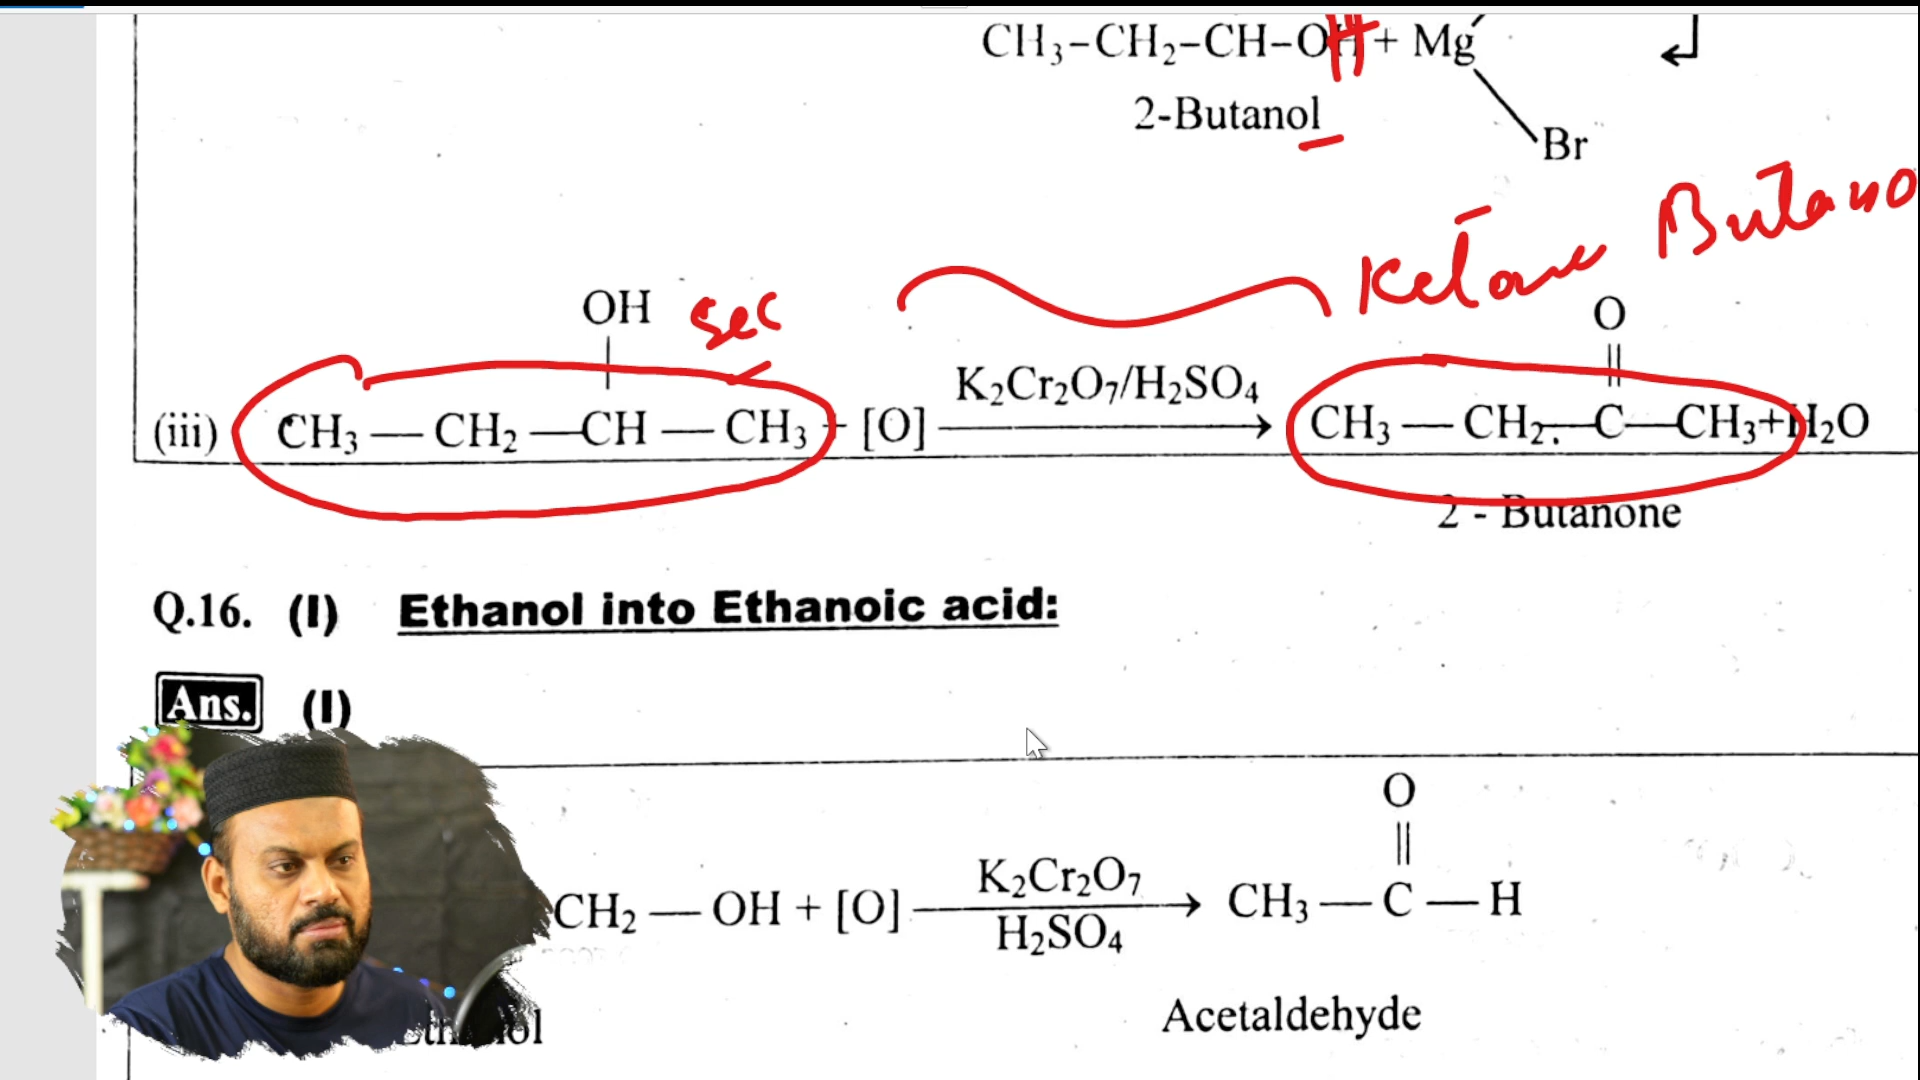 CH₃–CH₂–CH–OH + Mg
2-Butanol
Br
Ketone Butano
OH sec
O
K₂Cr₂O₇/H₂SO₄
(iii) CH₃ — CH₂ — CH — CH₃ + [O] → CH₃ — CH₂ — C — CH₃ + H₂O
2 - Butanone
Q.16. (I) Ethanol into Ethanoic acid:
Ans. (I)
O
K₂Cr₂O₇
CH₂ — OH + [O] → CH₃ — C — H
H₂SO₄
Acetaldehyde